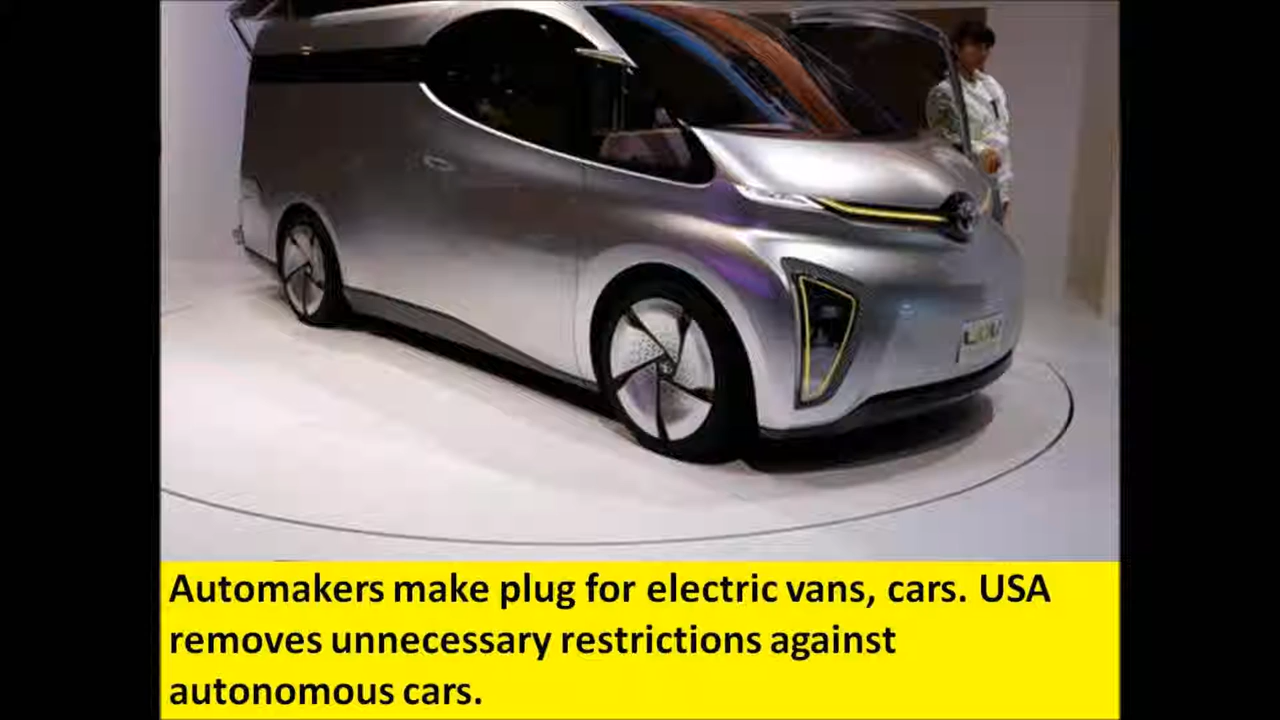 Automakers make plug for electric vans, cars. USA
removes unnecessary restrictions against
autonomous cars.